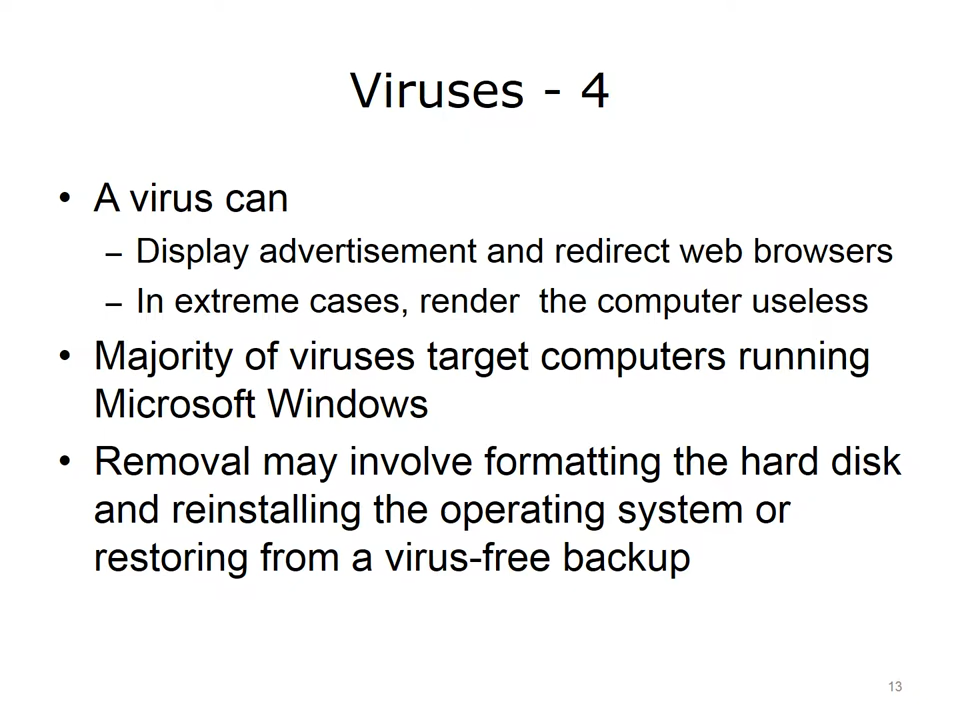 Viruses - 4
• A virus can
– Display advertisement and redirect web browsers
– In extreme cases, render  the computer useless
• Majority of viruses target computers running
Microsoft Windows
• Removal may involve formatting the hard disk
and reinstalling the operating system or
restoring from a virus-free backup
13